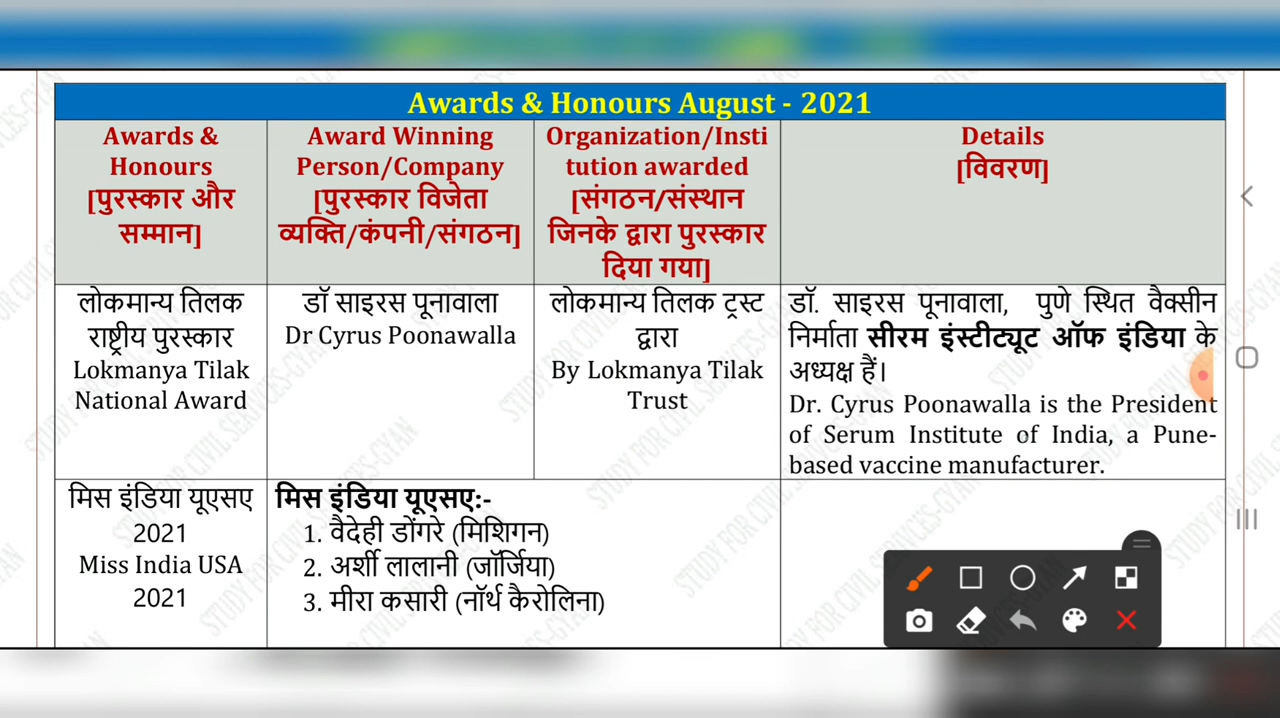 Awards & Honours August - 2021
Awards &
Honours
[पुरस्कार और
सम्मान]
Award Winning
Person/Company
[पुरस्कार विजेता
व्यक्ति/कंपनी/संगठन]
Organization/Insti
tution awarded
[संगठन/संस्थान
जिनके द्वारा पुरस्कार
दिया गया]
Details
[विवरण]
लोकमान्य तिलक
राष्ट्रीय पुरस्कार
Lokmanya Tilak
National Award
डॉ साइरस पूनावाला
Dr Cyrus Poonawalla
लोकमान्य तिलक ट्रस्ट
द्वारा
By Lokmanya Tilak
Trust
डॉ. साइरस पूनावाला, पुणे स्थित वैक्सीन
निर्माता सीरम इंस्टीट्यूट ऑफ इंडिया के
अध्यक्ष हैं।
Dr. Cyrus Poonawalla is the President
of Serum Institute of India, a Pune-
based vaccine manufacturer.
मिस इंडिया यूएसए
2021
Miss India USA
2021
मिस इंडिया यूएसए:-
1. वैदेही डोंगरे (मिशिगन)
2. अर्शी लालानी (जॉर्जिया)
3. मीरा कसारी (नॉर्थ कैरोलिना)